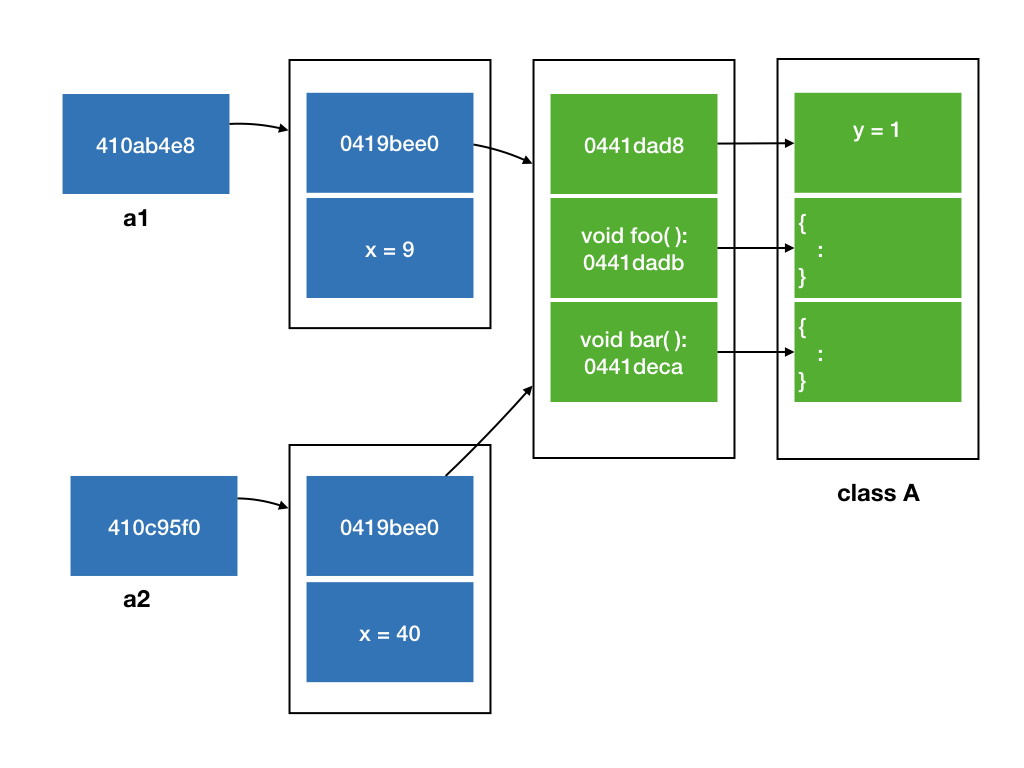 410ab4e8
a1
0419bee0
x = 9
0441dad8
void foo( ):
0441dadb
void bar( ):
0441deca
y = 1
{
:
}
{
:
}
class A
410c95f0
a2
0419bee0
x = 40